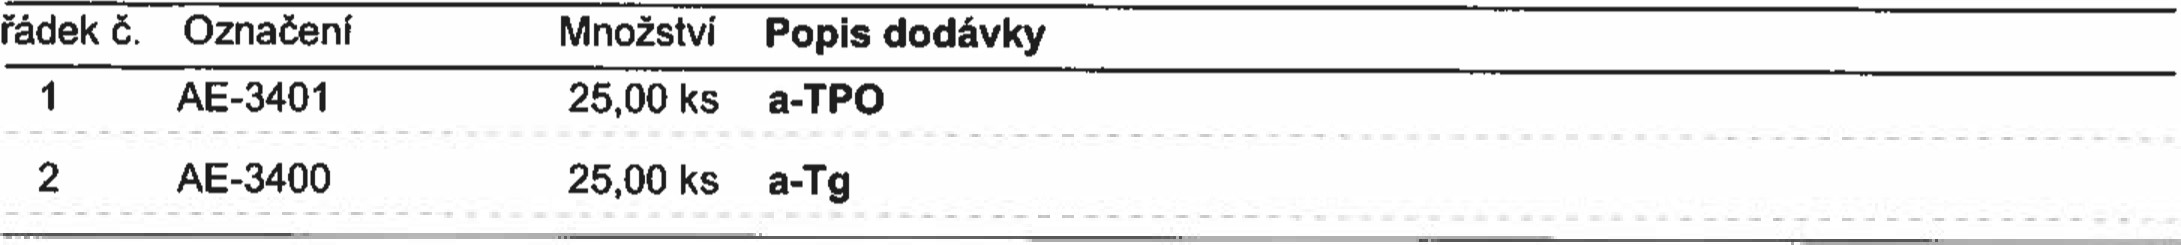 řádek č. Označení Množství Popis dodávky
1 AE-3401 25,00 ks a-TPO
2 AE-3400 25,00 ks a-Tg